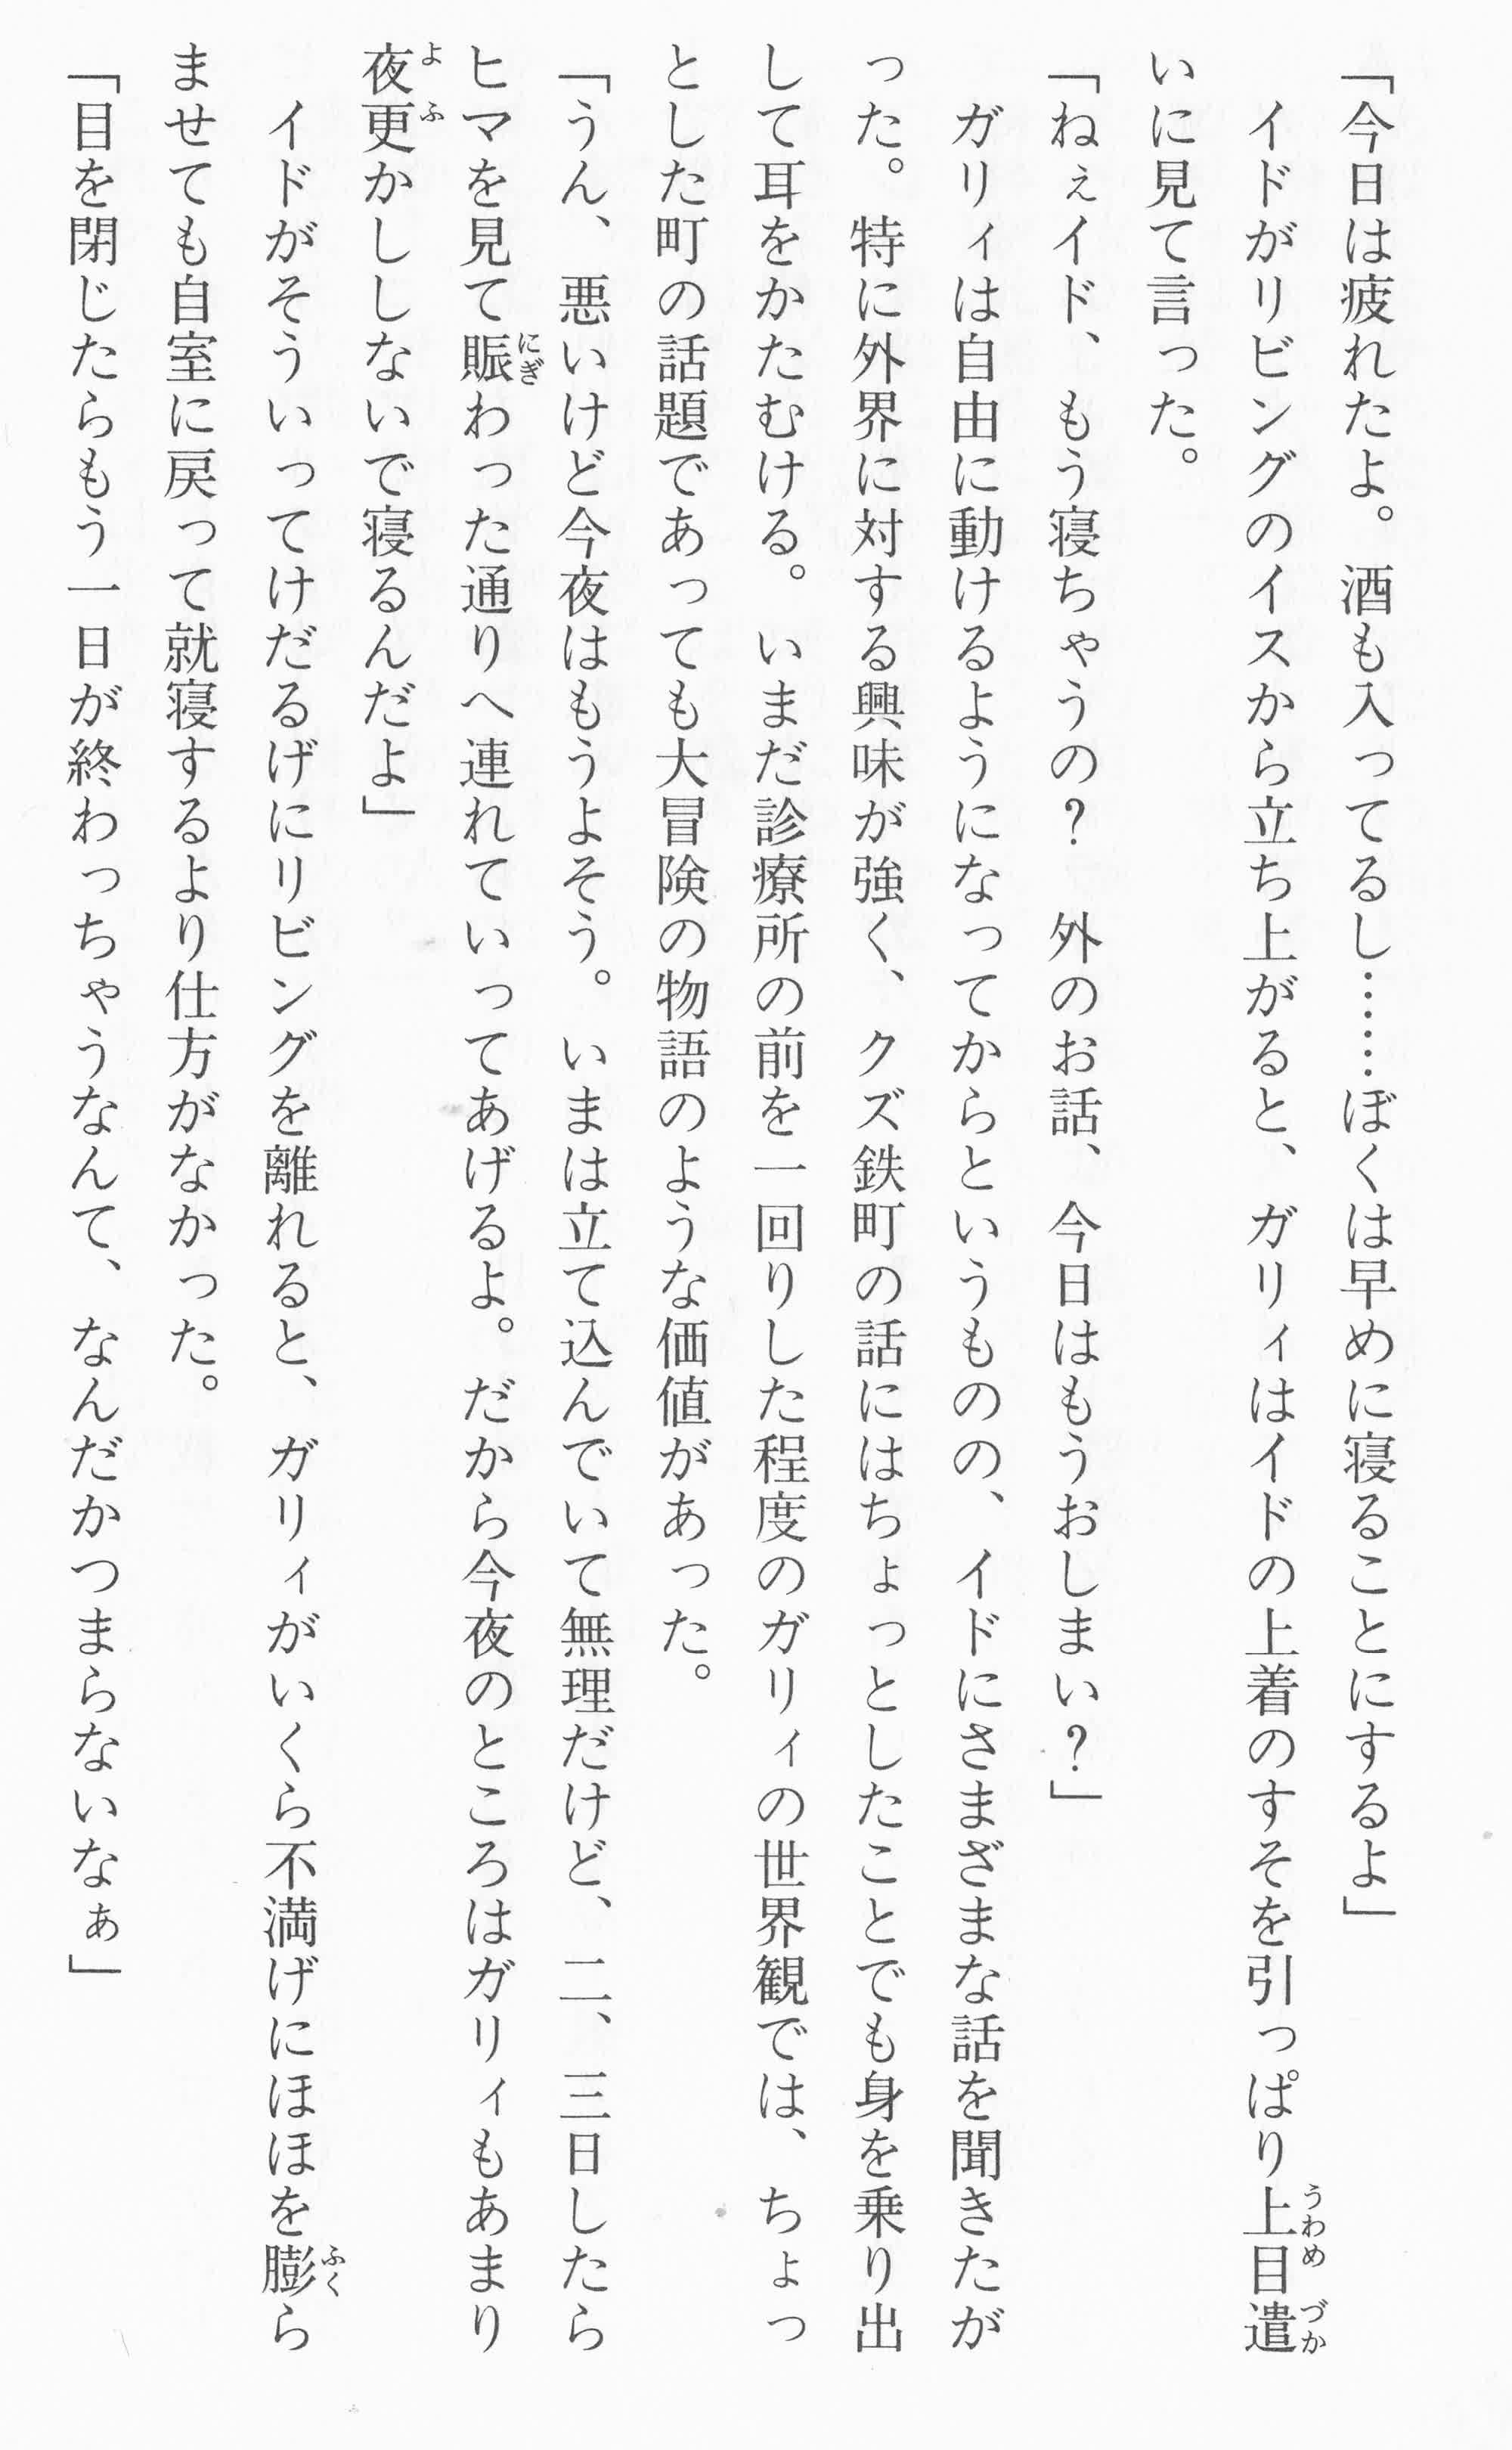 「今日は疲れたよ。酒も入ってるし……ぼくは早めに寝ることにするよ」
　イドがリビングのイスから立ち上がると、ガリィはイドの上着のすそを引っぱり上目遣
いに見て言った。
「ねぇイド、もう寝ちゃうの？　外のお話、今日はもうおしまい？」
　ガリィは自由に動けるようになってからというものの、イドにさまざまな話を聞きたが
った。特に外界に対する興味が強く、クズ鉄町の話にはちょっとしたことでも身を乗り出
して耳をかたむける。いまだ診療所の前を一回りした程度のガリィの世界観では、ちょっ
とした町の話題であっても大冒険の物語のような価値があった。
「うん、悪いけど今夜はもうよそう。いまは立て込んでいて無理だけど、二、三日したら
ヒマを見て賑わった通りへ連れていってあげるよ。だから今夜のところはガリィもあまり
夜更かししないで寝るんだよ」
　イドがそういってけだるげにリビングを離れると、ガリィがいくら不満げにほほを膨ら
ませても自室に戻って就寝するより仕方がなかった。
「目を閉じたらもう一日が終わっちゃうなんて、なんだかつまらないなぁ」